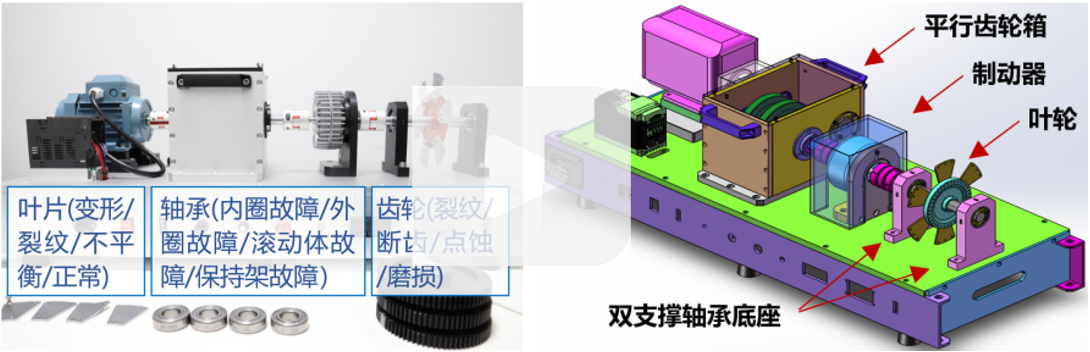 叶片(变形/
裂纹/不平
衡/正常)
轴承(内圈故障/外
圈故障/滚动体故
障/保持架故障)
齿轮(裂纹/
断齿/点蚀
/磨损)
平行齿轮箱
制动器
叶轮
双支撑轴承底座